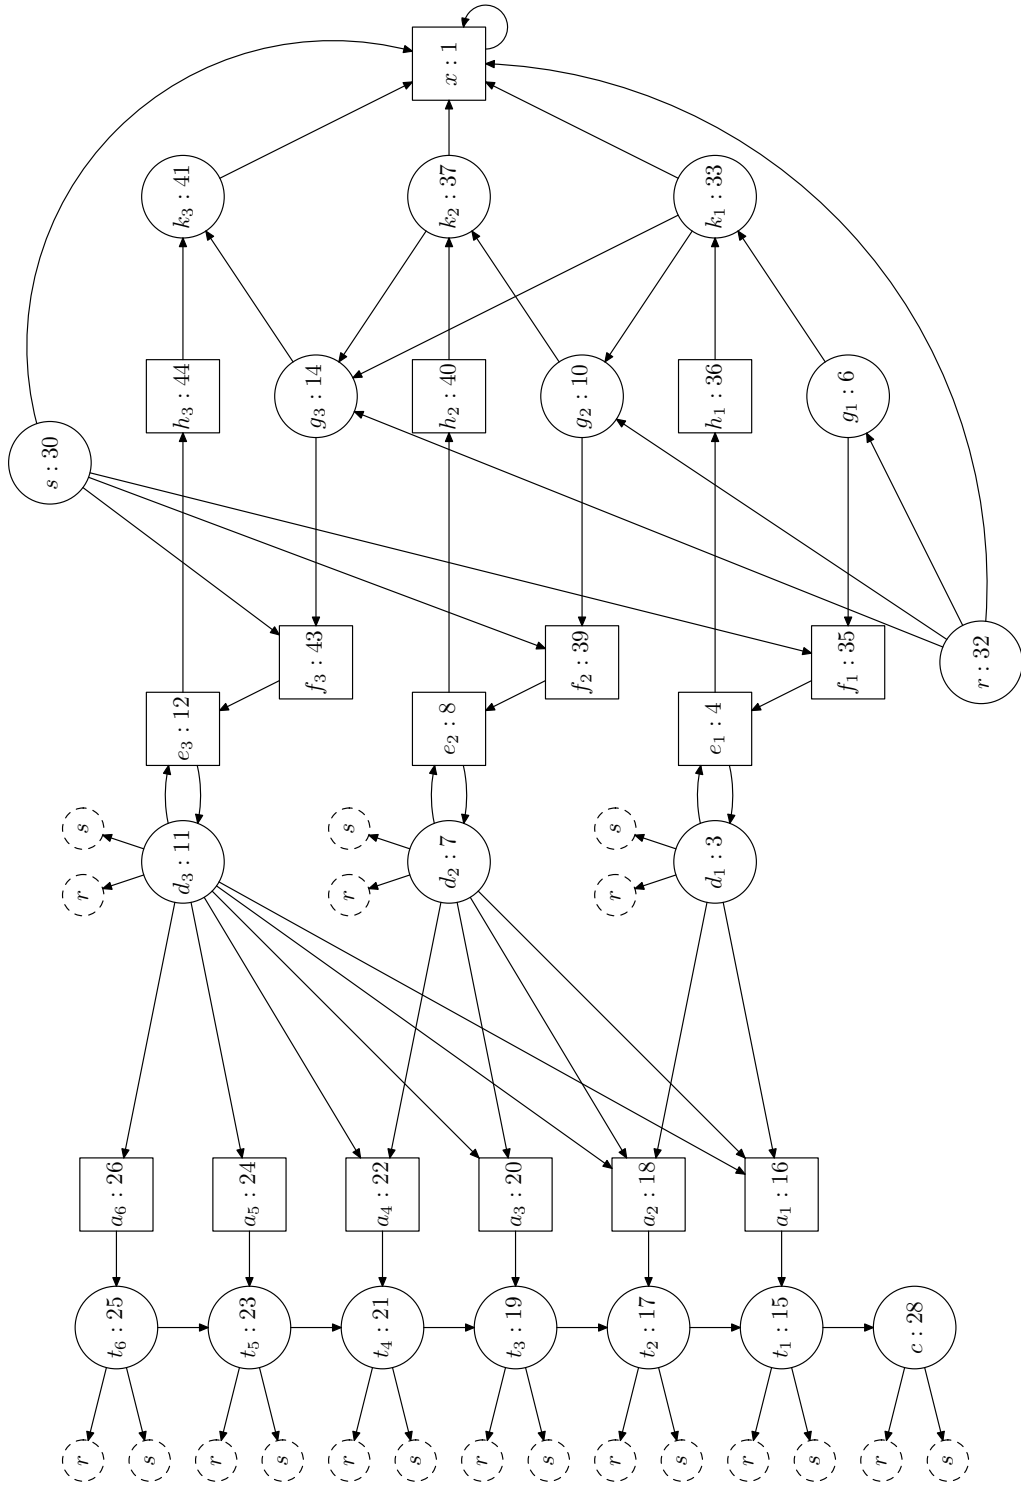 x : 1
k₃ : 41
k₂ : 37
k₁ : 33
s : 30
h₃ : 44
g₃ : 14
h₂ : 40
g₂ : 10
h₁ : 36
g₁ : 6
f₃ : 43
f₂ : 39
f₁ : 35
r : 32
e₃ : 12
e₂ : 8
e₁ : 4
s
s
s
d₃ : 11
d₂ : 7
d₁ : 3
r
r
r
a₆ : 26
a₅ : 24
a₄ : 22
a₃ : 20
a₂ : 18
a₁ : 16
t₆ : 25
t₅ : 23
t₄ : 21
t₃ : 19
t₂ : 17
t₁ : 15
c : 28
r
s
r
s
r
s
r
s
r
s
r
s
r
s